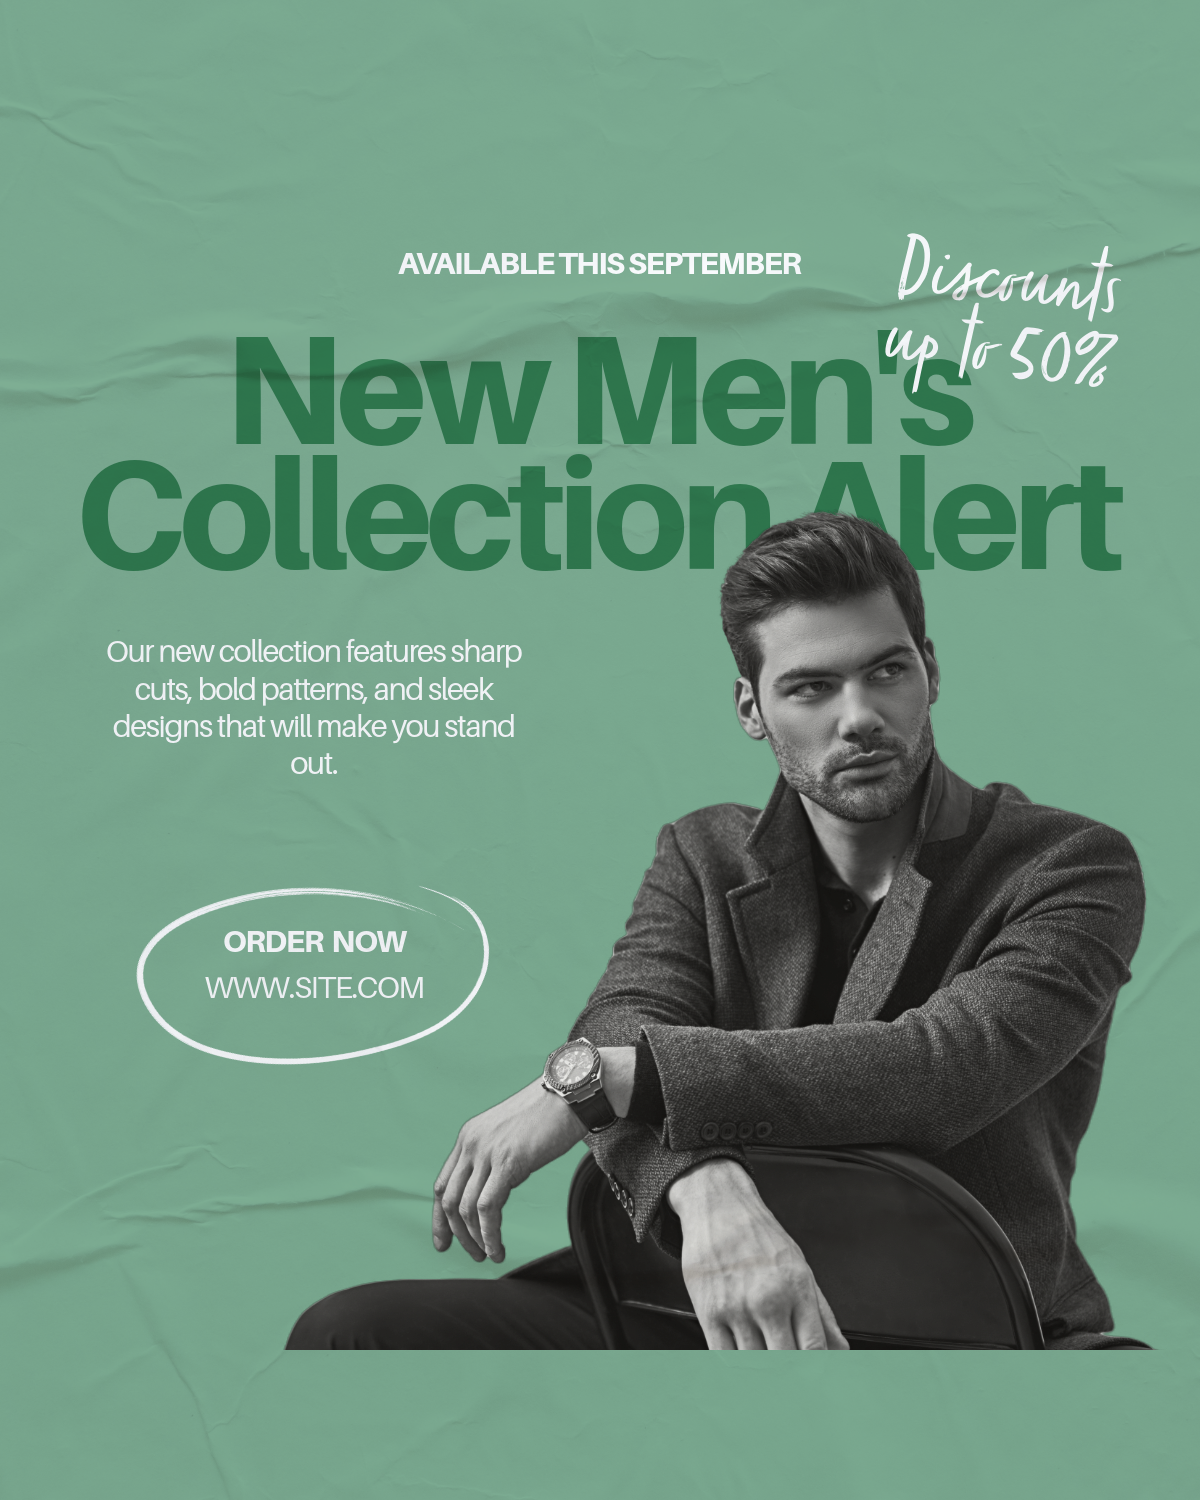 AVAILABLE THIS SEPTEMBER
Discounts
up to 50%
New Men's
Collection Alert
Our new collection features sharp
cuts, bold patterns, and sleek
designs that will make you stand
out.
ORDER NOW
WWW.SITE.COM